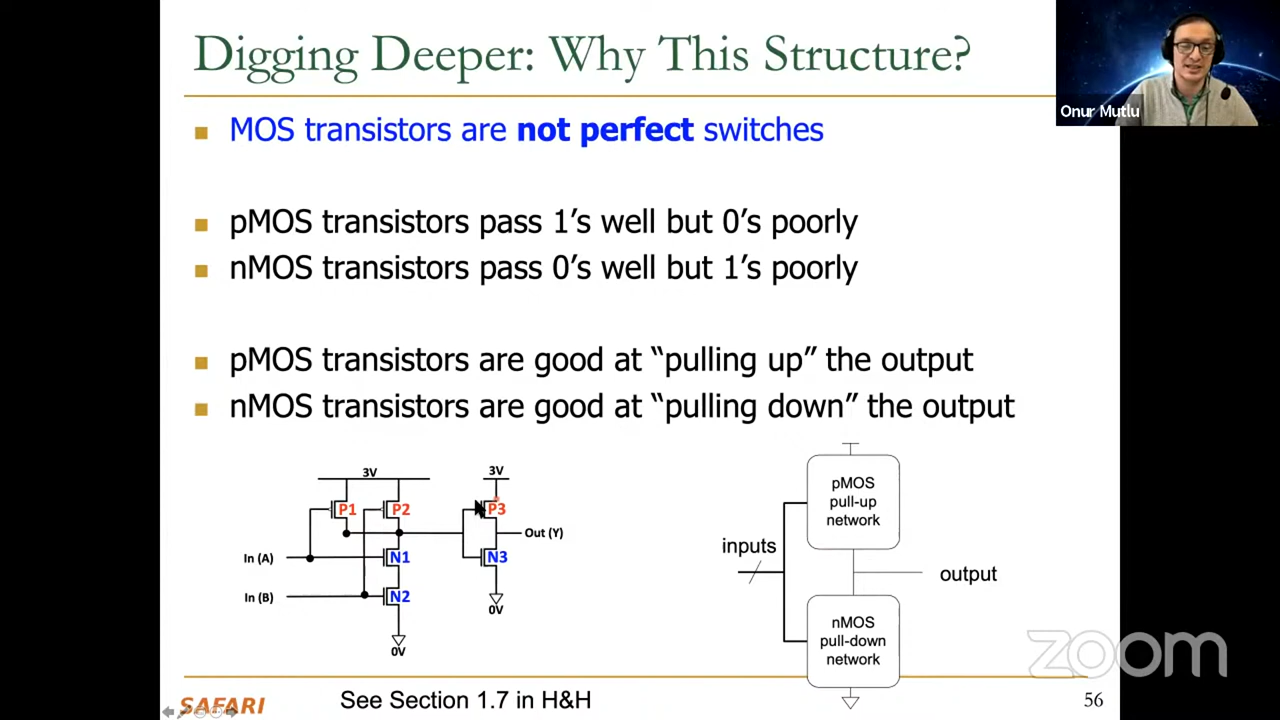 Digging Deeper: Why This Structure?
Onur Mutlu
MOS transistors are not perfect switches
pMOS transistors pass 1’s well but 0’s poorly
nMOS transistors pass 0’s well but 1’s poorly
pMOS transistors are good at “pulling up” the output
nMOS transistors are good at “pulling down” the output
3V
3V
P1
P2
P3
Out (Y)
In (A)
N1
N3
In (B)
N2
0V
0V
pMOS
pull-up
network
inputs
output
nMOS
pull-down
network
zoom
SAFARI
See Section 1.7 in H&H
56